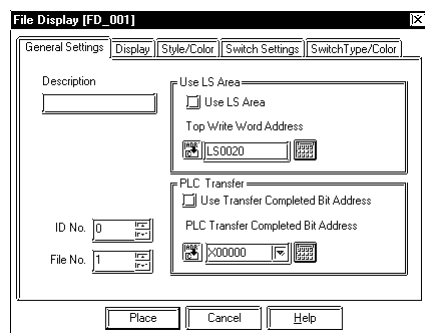 File Display [FD_001]
General Settings Display Style/Color Switch Settings SwitchType/Color
Description
Use LS Area
Use LS Area
Top Write Word Address
LS0020
PLC Transfer
Use Transfer Completed Bit Address
PLC Transfer Completed Bit Address
X00000
ID No. 0
File No. 1
Place Cancel Help